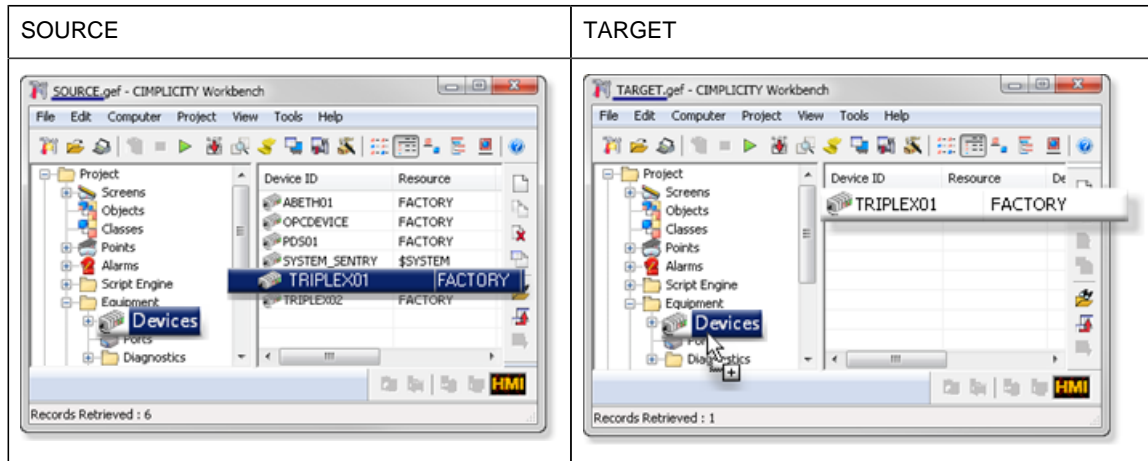 SOURCE
TARGET
SOURCE.gef - CIMPLICITY Workbench
File Edit Computer Project View Tools Help
Project
Screens
Objects
Classes
Points
Alarms
Script Engine
Equipment
Devices
Ports
Diagnostics
Device ID Resource
ABETH01 FACTORY
OPCDEVICE FACTORY
PDS01 FACTORY
SYSTEM_SENTRY $SYSTEM
TRIPLEX01 FACTORY
TRIPLEX02 FACTORY
HMI
Records Retrieved : 6
TARGET.gef - CIMPLICITY Workbench
File Edit Computer Project View Tools Help
Project
Screens
Objects
Classes
Points
Alarms
Script Engine
Equipment
Devices
Diagnostics
Device ID Resource De
TRIPLEX01 FACTORY
HMI
Records Retrieved : 1